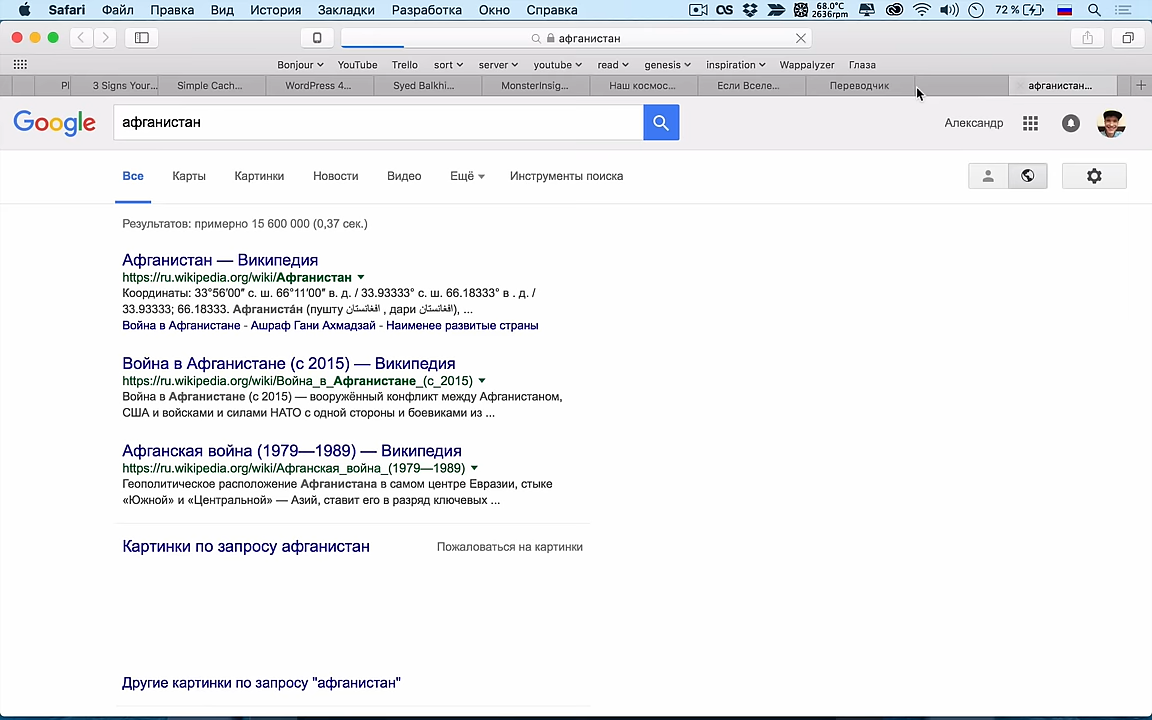 Safari Файл Правка Вид История Закладки Разработка Окно Справка
68.0°C
2636rpm
72 %
афганистан
Bonjour YouTube Trello sort server youtube read genesis inspiration Wappalyzer Глаза
Pl 3 Signs Your... Simple Cach... WordPress 4... Syed Balkhi... MonsterInsig... Наш космос... Если Вселе... Переводчик афганистан...
Google афганистан Александр
Все Карты Картинки Новости Видео Ещё Инструменты поиска
Результатов: примерно 15 600 000 (0,37 сек.)
Афганистан — Википедия
https://ru.wikipedia.org/wiki/Афганистан
Координаты: 33°56′00″ с. ш. 66°11′00″ в. д. / 33.93333° с. ш. 66.18333° в . д. /
33.93333; 66.18333. Афганиста́н (пушту افغانستان , дари افغانستان), ...
Война в Афганистане - Ашраф Гани Ахмадзай - Наименее развитые страны
Война в Афганистане (с 2015) — Википедия
https://ru.wikipedia.org/wiki/Война_в_Афганистане_(с_2015)
Война в Афганистане (с 2015) — вооружённый конфликт между Афганистаном,
США и войсками и силами НАТО с одной стороны и боевиками из ...
Афганская война (1979—1989) — Википедия
https://ru.wikipedia.org/wiki/Афганская_война_(1979—1989)
Геополитическое расположение Афганистана в самом центре Евразии, стыке
«Южной» и «Центральной» — Азий, ставит его в разряд ключевых ...
Картинки по запросу афганистан Пожаловаться на картинки
Другие картинки по запросу "афганистан"